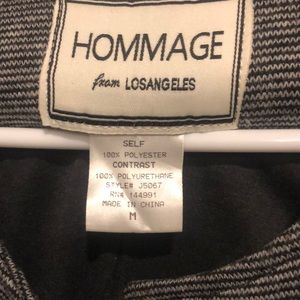 HOMMAGE
from LOSANGELES
SELF
100% POLYESTER
CONTRAST
100% POLYURETHANE
STYLE# J5067
RN# 144991
MADE IN CHINA
M